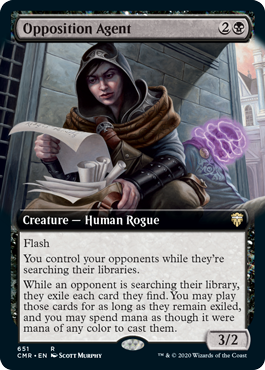 Opposition Agent 2
Creature — Human Rogue
Flash
You control your opponents while they're
searching their libraries.
While an opponent is searching their library,
they exile each card they find. You may play
those cards for as long as they remain exiled,
and you may spend mana as though it were
mana of any color to cast them.
3/2
651 R
CMR • EN SCOTT MURPHY
™ & © 2020 Wizards of the Coast